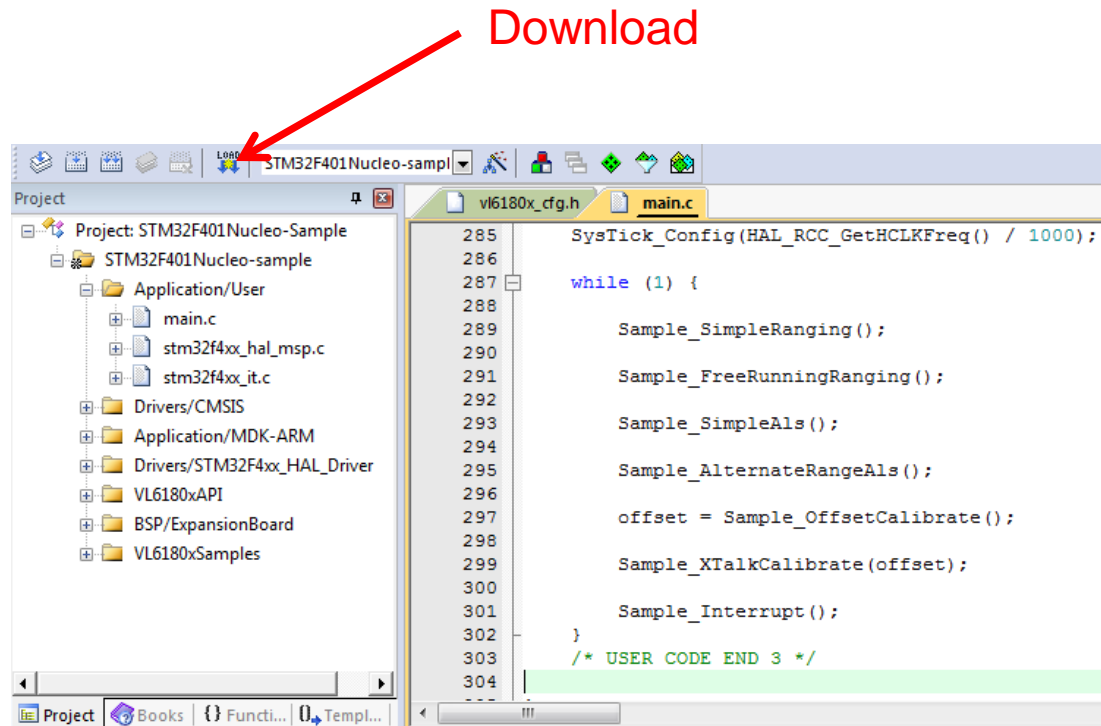 Download
LOAD
STM32F401Nucleo-sampl
Project
Project: STM32F401Nucleo-Sample
STM32F401Nucleo-sample
Application/User
main.c
stm32f4xx_hal_msp.c
stm32f4xx_it.c
Drivers/CMSIS
Application/MDK-ARM
Drivers/STM32F4xx_HAL_Driver
VL6180xAPI
BSP/ExpansionBoard
VL6180xSamples
Project Books {} Functi... 0 Templ...
vl6180x_cfg.h main.c
285 SysTick_Config(HAL_RCC_GetHCLKFreq() / 1000);
286
287 while (1) {
288
289 Sample_SimpleRanging();
290
291 Sample_FreeRunningRanging();
292
293 Sample_SimpleAls();
294
295 Sample_AlternateRangeAls();
296
297 offset = Sample_OffsetCalibrate();
298
299 Sample_XTalkCalibrate(offset);
300
301 Sample_Interrupt();
302 }
303 /* USER CODE END 3 */
304